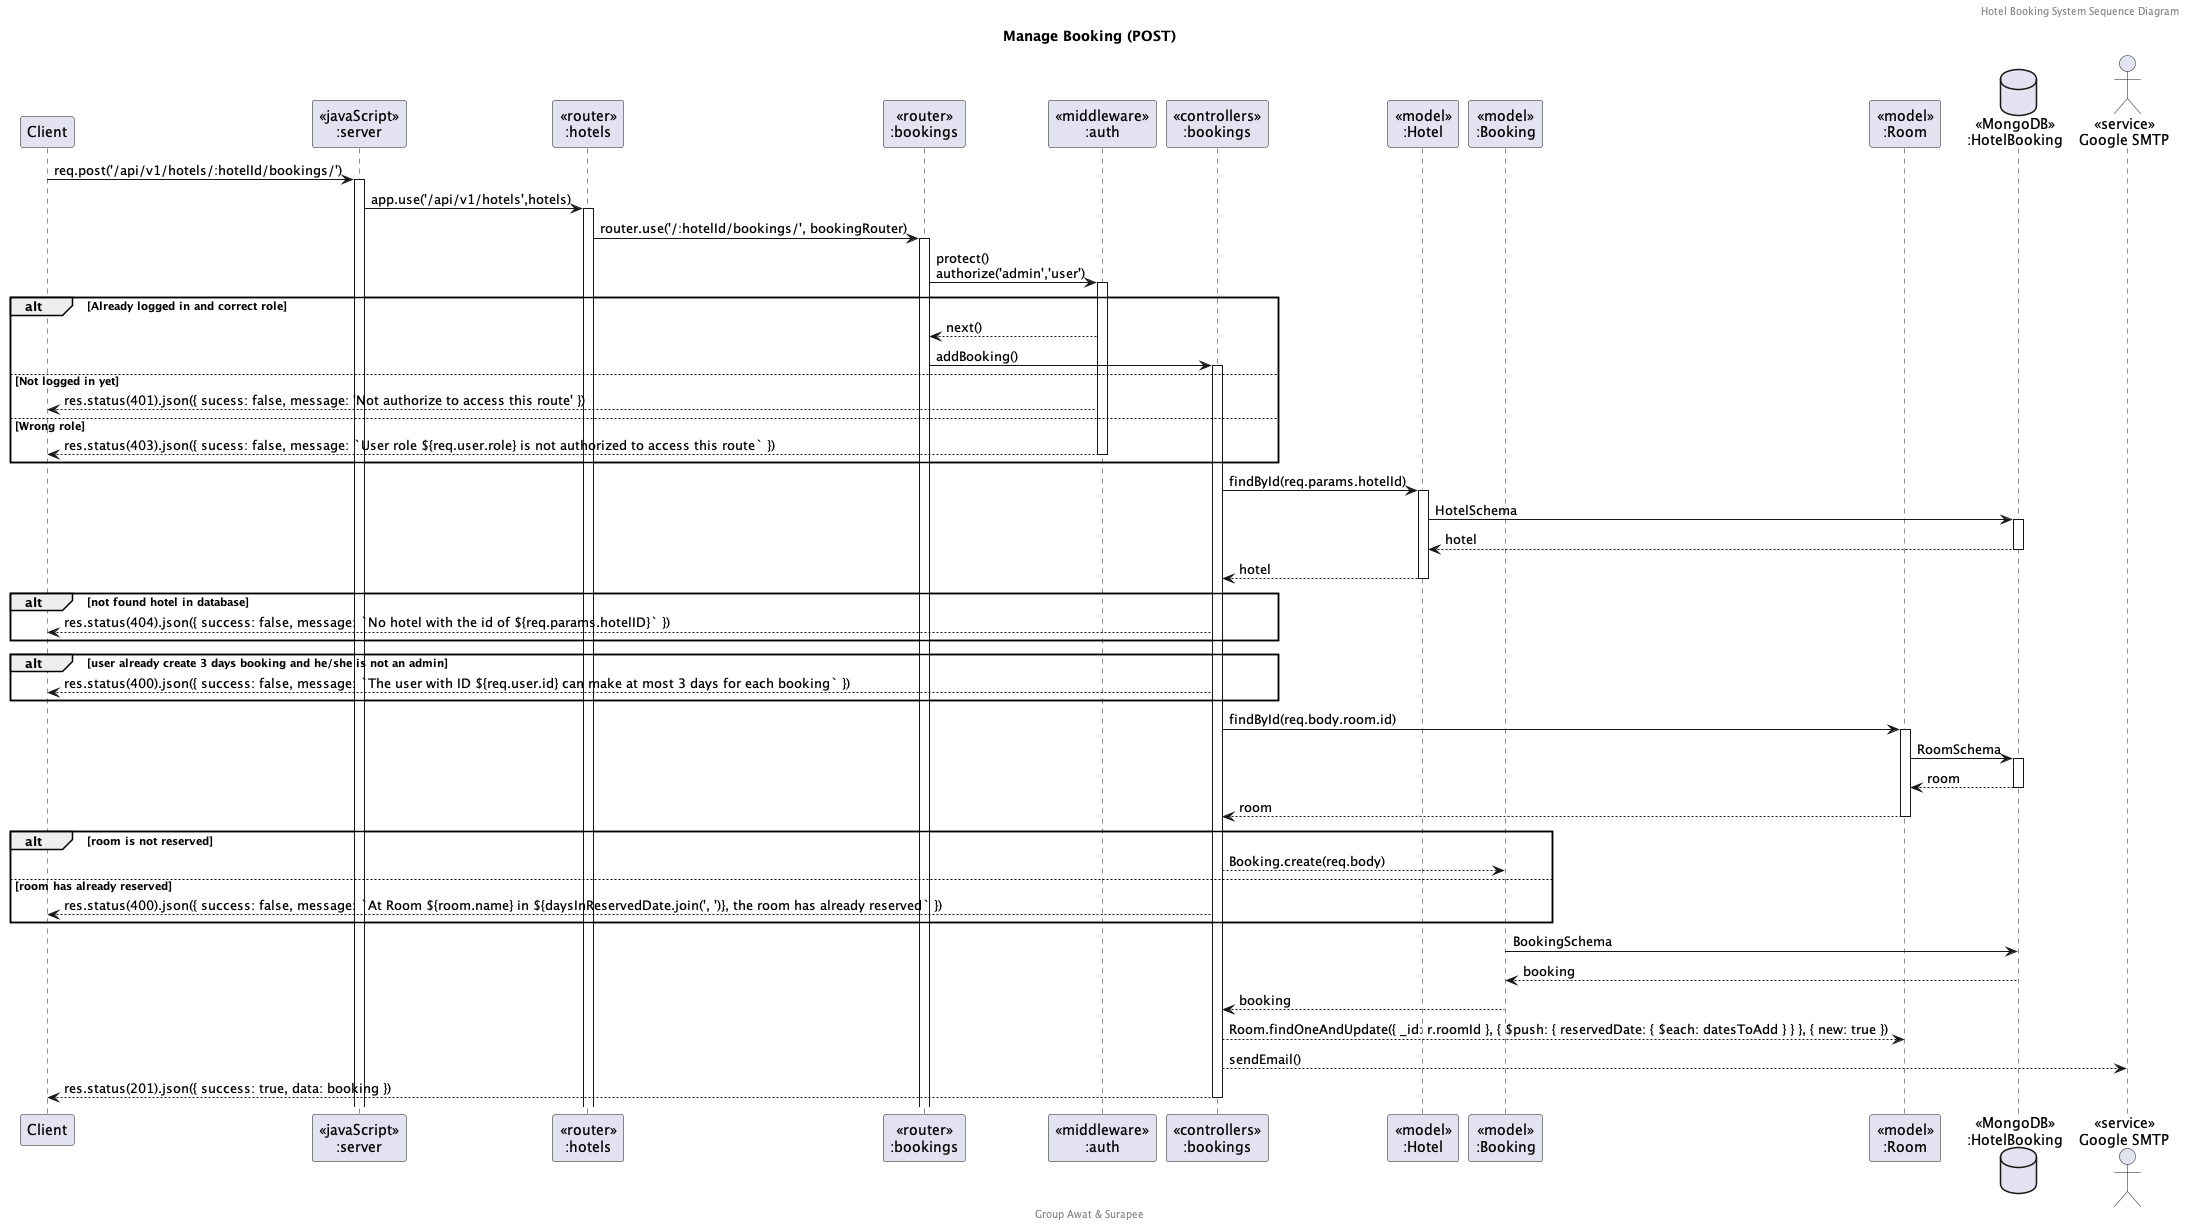 Hotel Booking System Sequence Diagram
Manage Booking (POST)
Client
«javaScript»
:server
«router»
:hotels
«router»
:bookings
«middleware»
:auth
«controllers»
:bookings
«model»
:Hotel
«model»
:Booking
«model»
:Room
«MongoDB»
:HotelBooking
«service»
Google SMTP
req.post('/api/v1/hotels/:hotelId/bookings/')
app.use('/api/v1/hotels',hotels)
router.use('/:hotelId/bookings/', bookingRouter)
protect()
authorize('admin','user')
alt [Already logged in and correct role]
next()
addBooking()
[Not logged in yet]
res.status(401).json({ sucess: false, message: 'Not authorize to access this route' })
[Wrong role]
res.status(403).json({ sucess: false, message: `User role ${req.user.role} is not authorized to access this route` })
findById(req.params.hotelId)
HotelSchema
hotel
hotel
alt [not found hotel in database]
res.status(404).json({ success: false, message: `No hotel with the id of ${req.params.hotelID}` })
alt [user already create 3 days booking and he/she is not an admin]
res.status(400).json({ success: false, message: `The user with ID ${req.user.id} can make at most 3 days for each booking` })
findById(req.body.room.id)
RoomSchema
room
room
alt [room is not reserved]
Booking.create(req.body)
[room has already reserved]
res.status(400).json({ success: false, message: `At Room ${room.name} in ${daysInReservedDate.join(', ')}, the room has already reserved` })
BookingSchema
booking
booking
Room.findOneAndUpdate({ _id: r.roomId }, { $push: { reservedDate: { $each: datesToAdd } } }, { new: true })
sendEmail()
res.status(201).json({ success: true, data: booking })
Client
«javaScript»
:server
«router»
:hotels
«router»
:bookings
«middleware»
:auth
«controllers»
:bookings
«model»
:Hotel
«model»
:Booking
«model»
:Room
«MongoDB»
:HotelBooking
«service»
Google SMTP
Group Awat & Surapee